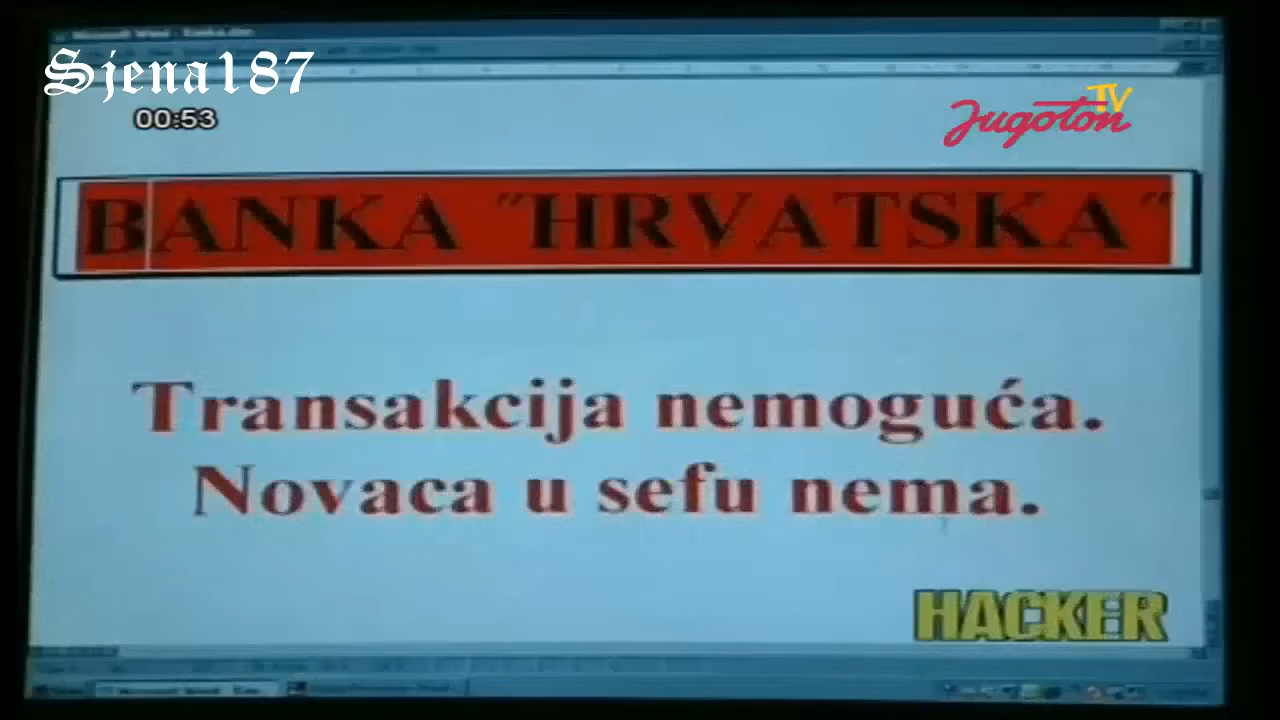 Sjena187
00:53
Jugoton TV
BANKA "HRVATSKA"
Transakcija nemoguća.
Novaca u sefu nema.
HACKER